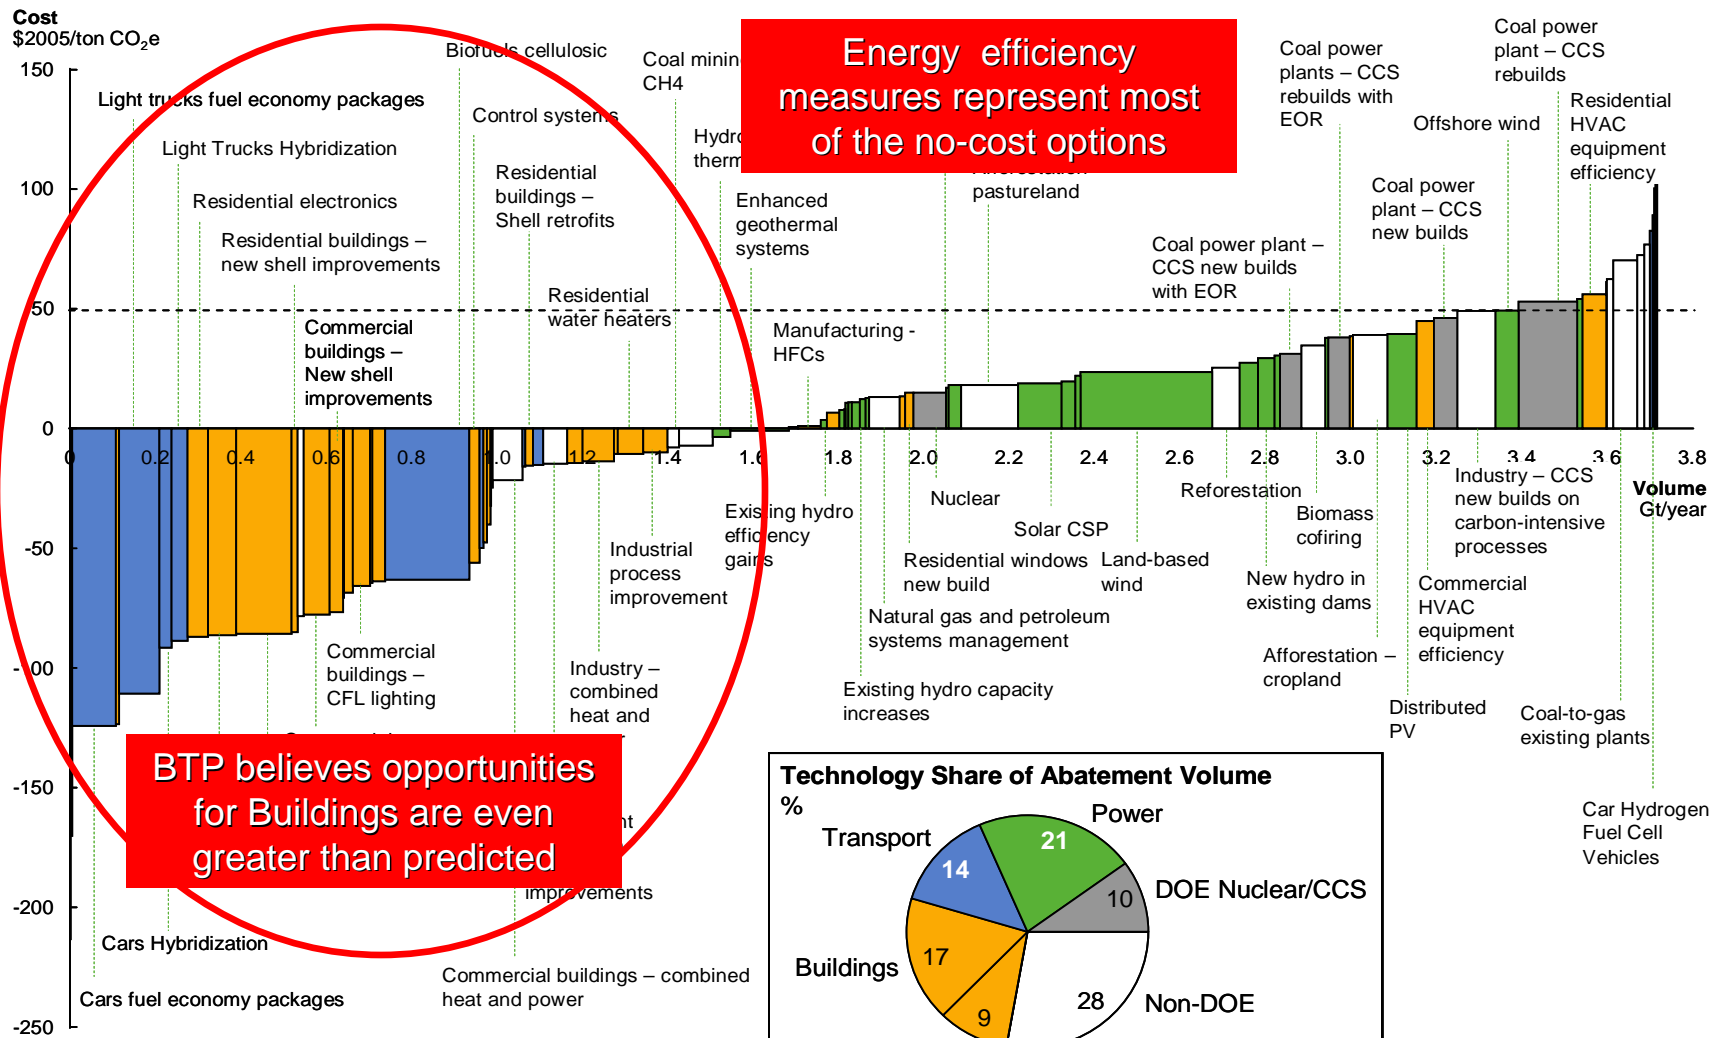 Cost
$2005/ton CO2e
150
100
50
0
-50
-100
-150
-200
-250
Light trucks fuel economy packages
Light Trucks Hybridization
Residential electronics
Residential buildings –
new shell improvements
Commercial
buildings –
New shell
improvements
Biofuels cellulosic
Control systems
Residential
buildings –
Shell retrofits
Residential
water heaters
Coal mining
CH4
Enhanced
geothermal
systems
Manufacturing -
HFCs
Energy efficiency
measures represent most
of the no-cost options
pastureland
Coal power plant –
CCS new builds
with EOR
Coal power
plants – CCS
rebuilds with
EOR
Coal power
plant – CCS
new builds
Offshore wind
Coal power
plant – CCS
rebuilds
Residential
HVAC
equipment
efficiency
0 0.2 0.4 0.6 0.8 1.0 1.2 1.4 1.6 1.8 2.0 2.2 2.4 2.6 2.8 3.0 3.2 3.4 3.6 3.8
Volume
Gt/year
Cars fuel economy packages
Cars Hybridization
Commercial
buildings –
CFL lighting
BTP believes opportunities
for Buildings are even
greater than predicted
improvements
Commercial buildings – combined
heat and power
Industry –
combined
heat and
Industrial
process
improvement
Existing hydro
efficiency
gains
Existing hydro capacity
increases
Natural gas and petroleum
systems management
Residential windows
new build
Nuclear
Solar CSP
Land-based
wind
Reforestation
New hydro in
existing dams
Biomass
cofiring
Afforestation –
cropland
Distributed
PV
Commercial
HVAC
equipment
efficiency
Industry – CCS
new builds on
carbon-intensive
processes
Coal-to-gas
existing plants
Car Hydrogen
Fuel Cell
Vehicles
Technology Share of Abatement Volume
%
Transport
14
Power
21
DOE Nuclear/CCS
10
Buildings
17
9
Non-DOE
28